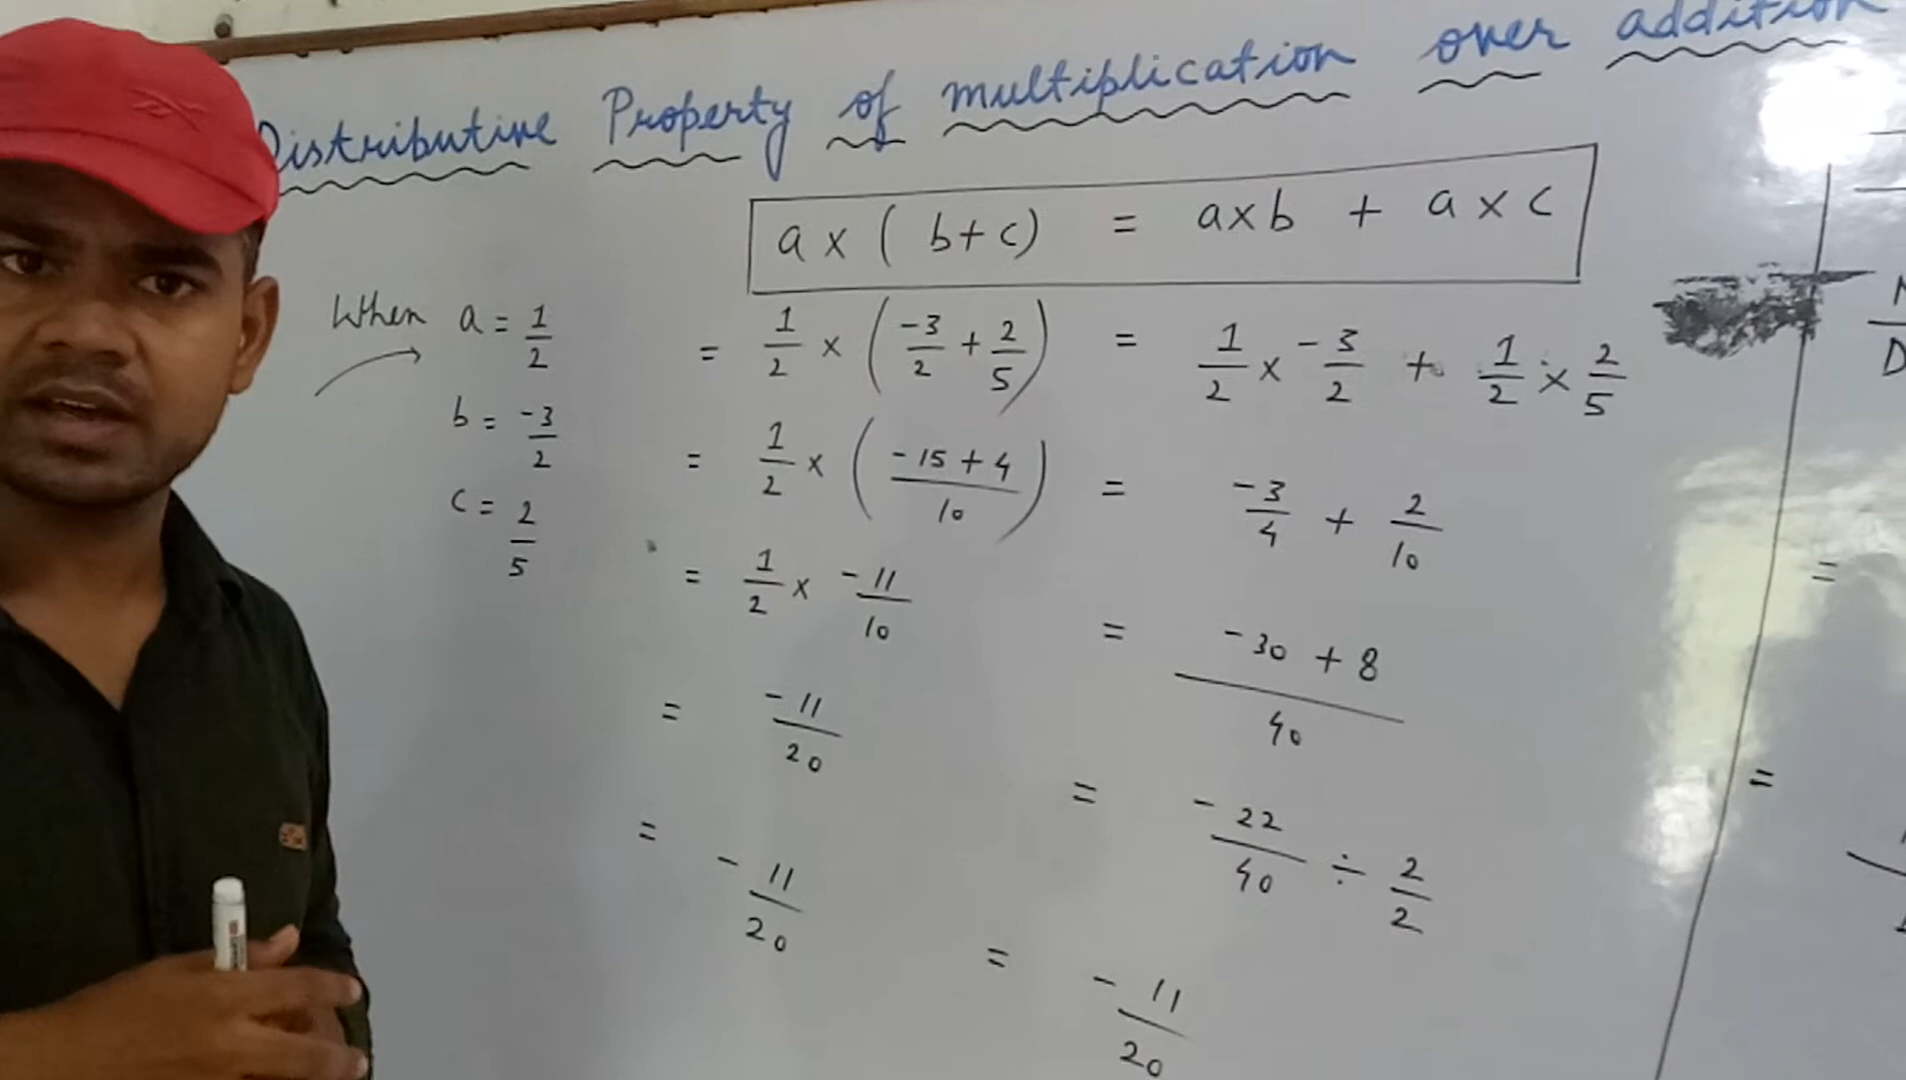 Distributive Property of multiplication over addition
a × ( b+c) = a×b + a × c
When a = 1/2
b = -3/2
c = 2/5
= 1/2 × (-3/2 + 2/5) = 1/2 × -3/2 + 1/2 × 2/5
= 1/2 × (-15+4/10) = -3/4 + 2/10
= 1/2 × -11/10 = -30+8/40
= -11/20 = -22/40 ÷ 2/2
= -11/20 = -11/20
=
=